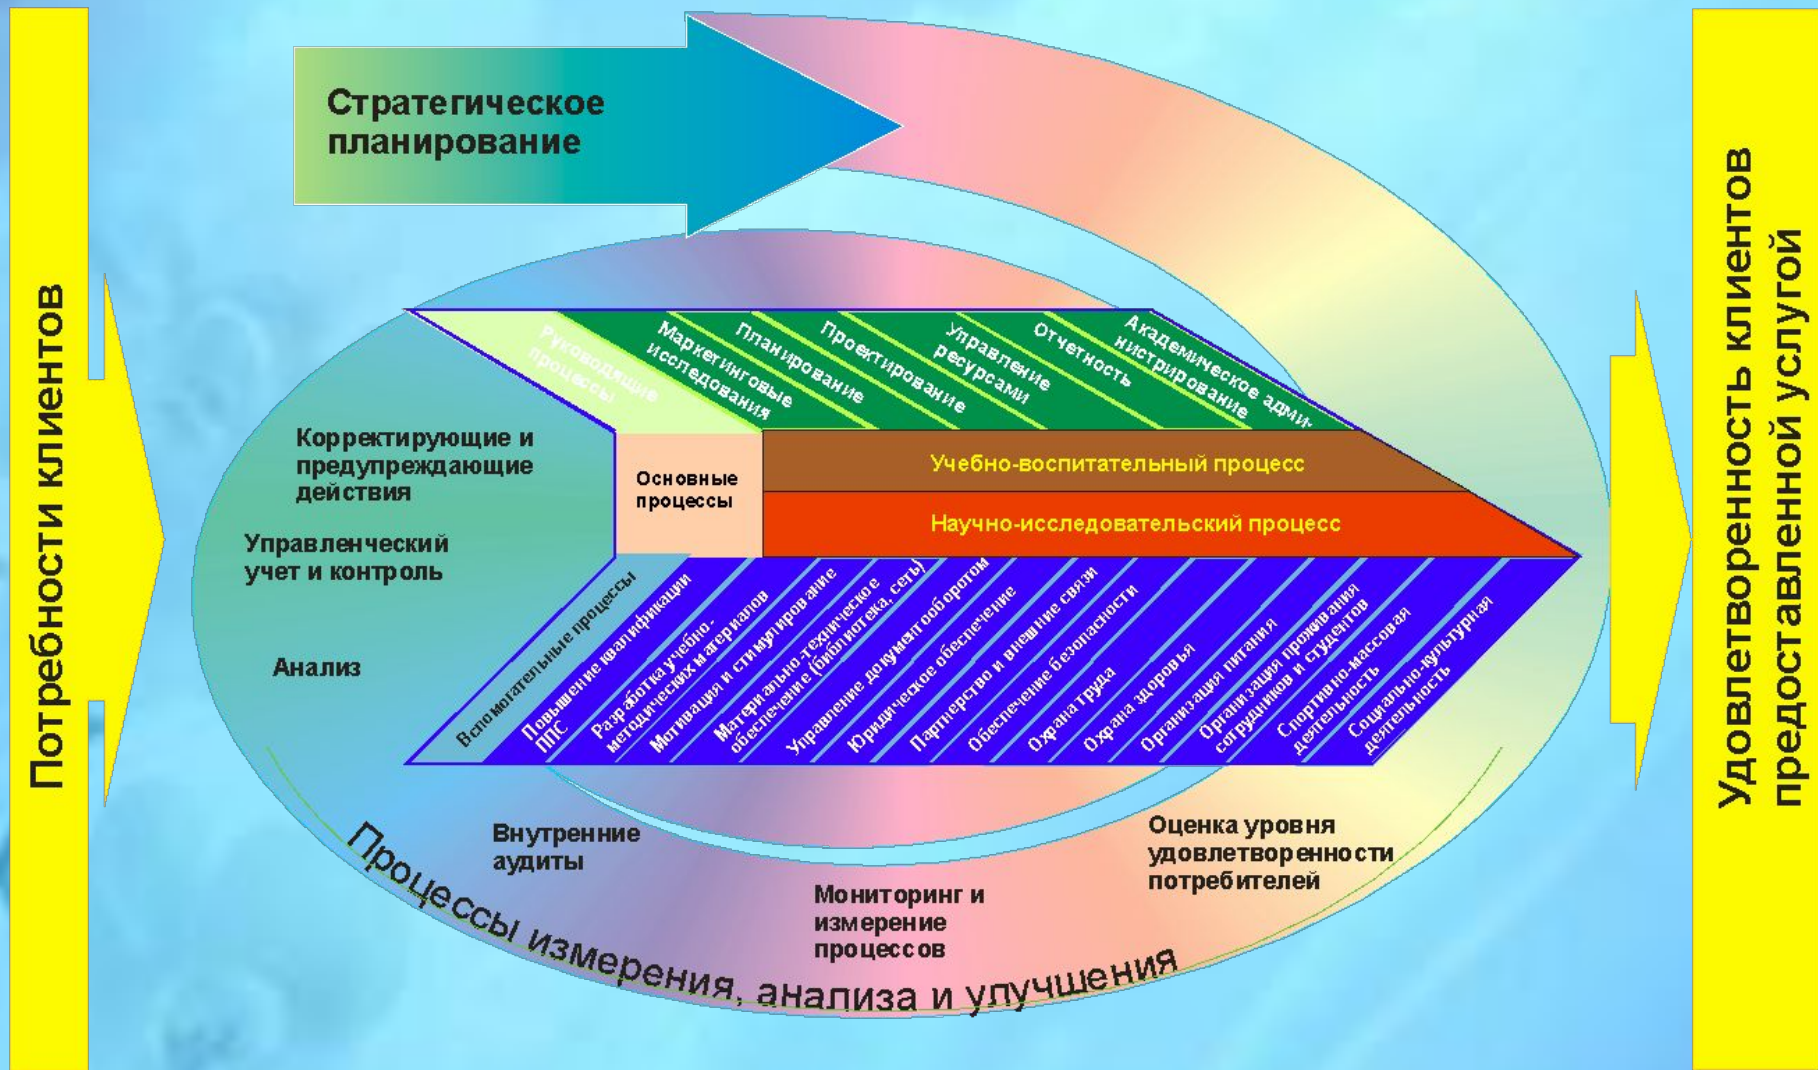 Потребности клиентов
Стратегическое
планирование
Руководящие
процессы
Маркетинговые
исследования
Планирование
Проектирование
Управление
ресурсами
Отчетность
Академическое адми-
нистрирование
Корректирующие и
предупреждающие
действия
Управленческий
учет и контроль
Анализ
Основные
процессы
Учебно-воспитательный процесс
Научно-исследовательский процесс
Вспомогательные процессы
Повышение квалификации
ППС
Разработка учебно-
методических материалов
Мотивация и стимулирование
Материально-техническое
обеспечение (библиотека, сеть)
Управление документооборотом
Юридическое обеспечение
Партнерство и внешние связи
Обеспечение безопасности
Охрана труда
Охрана здоровья
Организация питания
Организация проживания
сотрудников и студентов
Спортивно-массовая
деятельность
Социально-культурная
деятельность
Внутренние
аудиты
Мониторинг и
измерение
процессов
Оценка уровня
удовлетворенности
потребителей
Процессы измерения, анализа и улучшения
Удовлетворенность клиентов
предоставленной услугой